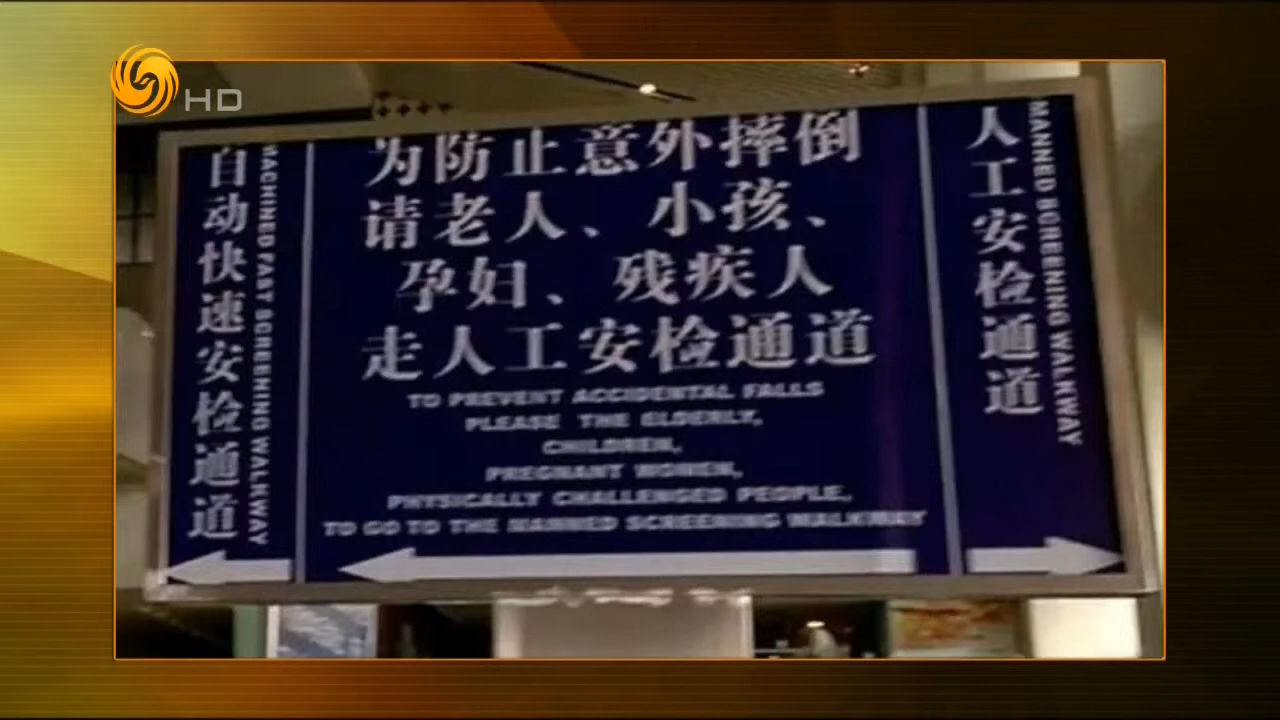 HD
自动快速安检通道
MACHINED FAST SCREENING WALKWAY
为防止意外摔倒
请老人、小孩、
孕妇、残疾人
走人工安检通道
TO PREVENT ACCIDENTAL FALLS
PLEASE THE ELDERLY,
CHILDREN,
PREGNANT WOMEN,
PHYSICALLY CHALLENGED PEOPLE,
TO GO TO THE MANNED SCREENING WALKWAY
人工安检通道
MANNED SCREENING WALKWAY